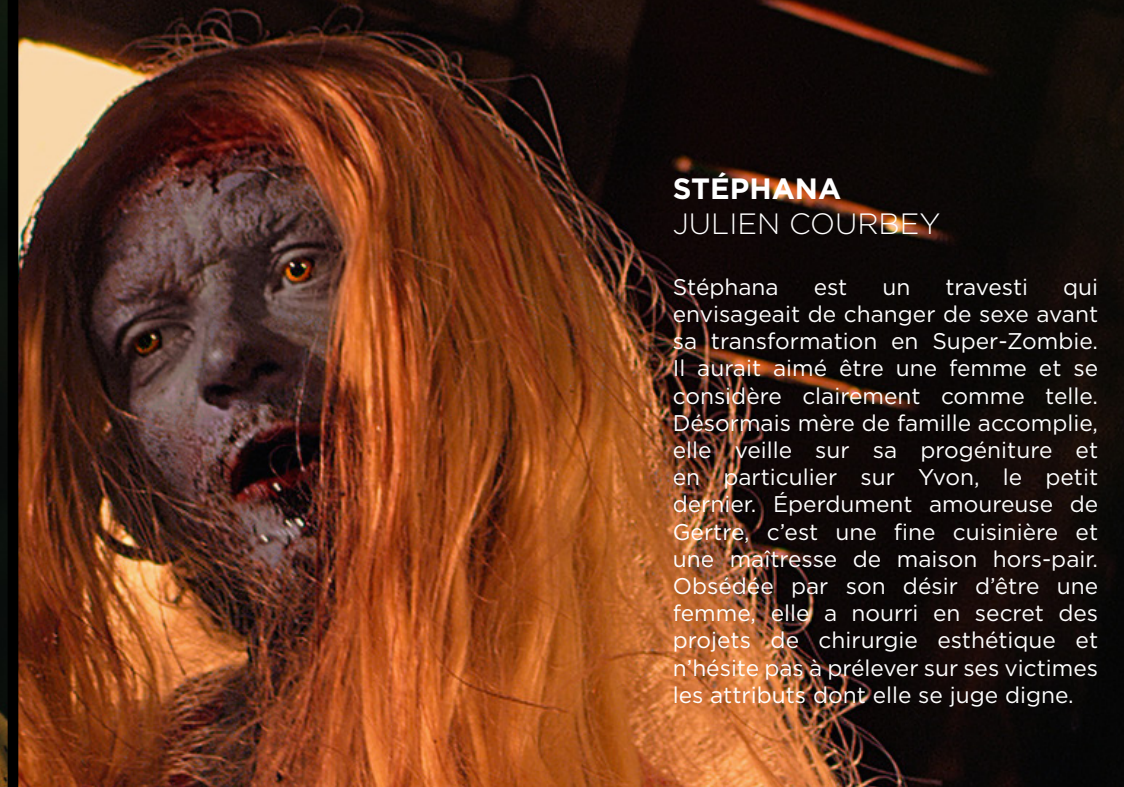 STÉPHANA
JULIEN COURBEY
Stéphana est un travesti qui
envisageait de changer de sexe avant
sa transformation en Super-Zombie.
Il aurait aimé être une femme et se
considère clairement comme telle.
Désormais mère de famille accomplie,
elle veille sur sa progéniture et
en particulier sur Yvon, le petit
dernier. Éperdument amoureuse de
Gertre, c’est une fine cuisinière et
une maîtresse de maison hors-pair.
Obsédée par son désir d’être une
femme, elle a nourri en secret des
projets de chirurgie esthétique et
n’hésite pas à prélever sur ses victimes
les attributs dont elle se juge digne.